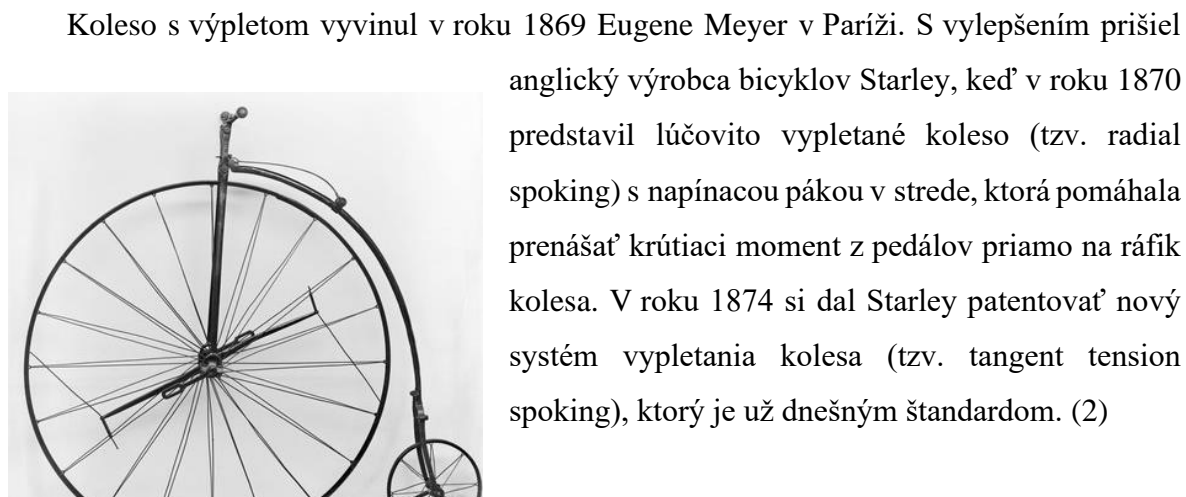 Koleso s výpletom vyvinul v roku 1869 Eugene Meyer v Paríži. S vylepšením prišiel
anglický výrobca bicyklov Starley, keď v roku 1870
predstavil lúčovito vypletané koleso (tzv. radial
spoking) s napínacou pákou v strede, ktorá pomáhala
prenášať krútiaci moment z pedálov priamo na ráfik
kolesa. V roku 1874 si dal Starley patentovať nový
systém vypletania kolesa (tzv. tangent tension
spoking), ktorý je už dnešným štandardom. (2)